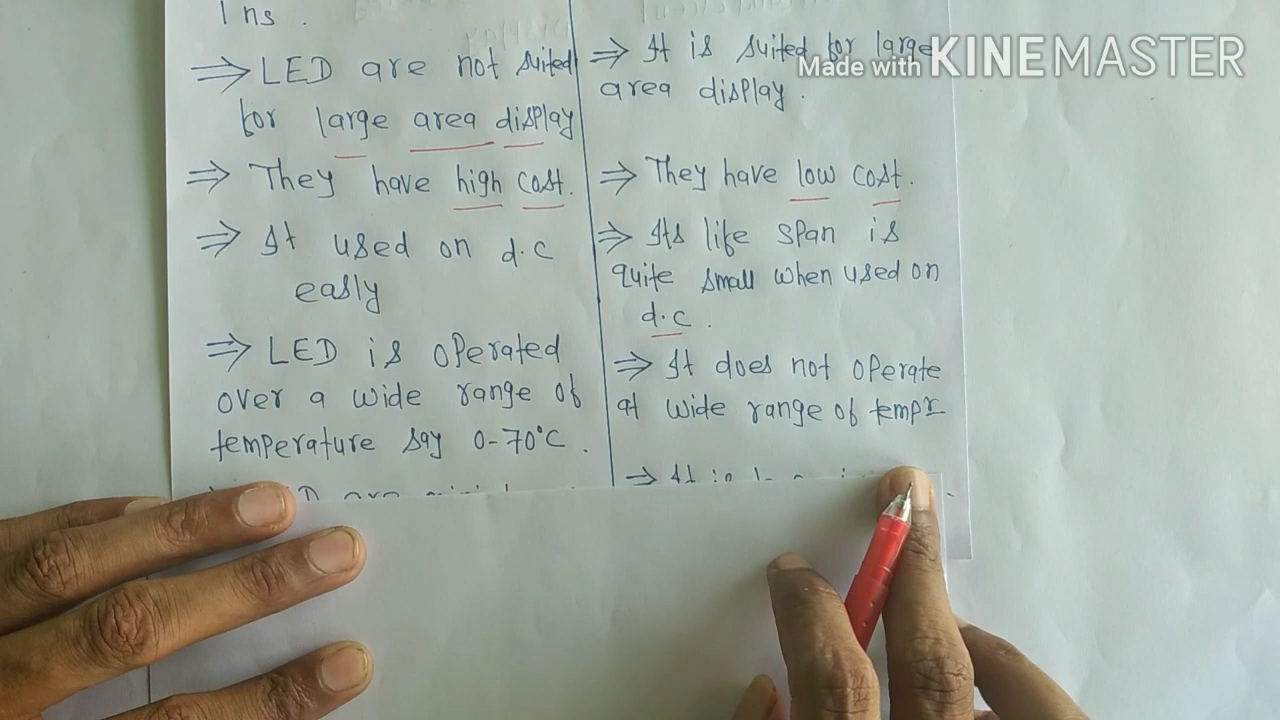 1 ns.
⇒ LED are not suited
for large area display
⇒ They have high cost.
⇒ It used on d.c
easly
⇒ LED is operated
over a wide range of
temperature say 0-70°C.
⇒ It is suited for large
area display.
⇒ They have low cost.
⇒ Its life span is
quite small when used on
d.c.
⇒ It does not operate
at wide range of tempr
Made with KINEMASTER